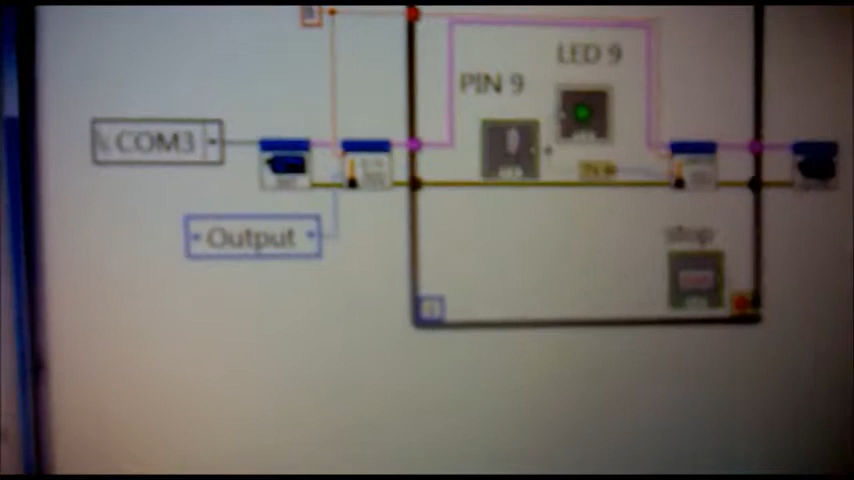 LED 9
PIN 9
COM3
Output
stop